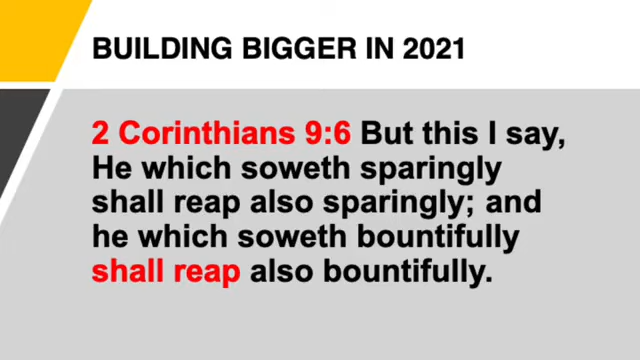 BUILDING BIGGER IN 2021
2 Corinthians 9:6 But this I say,
He which soweth sparingly
shall reap also sparingly; and
he which soweth bountifully
shall reap also bountifully.